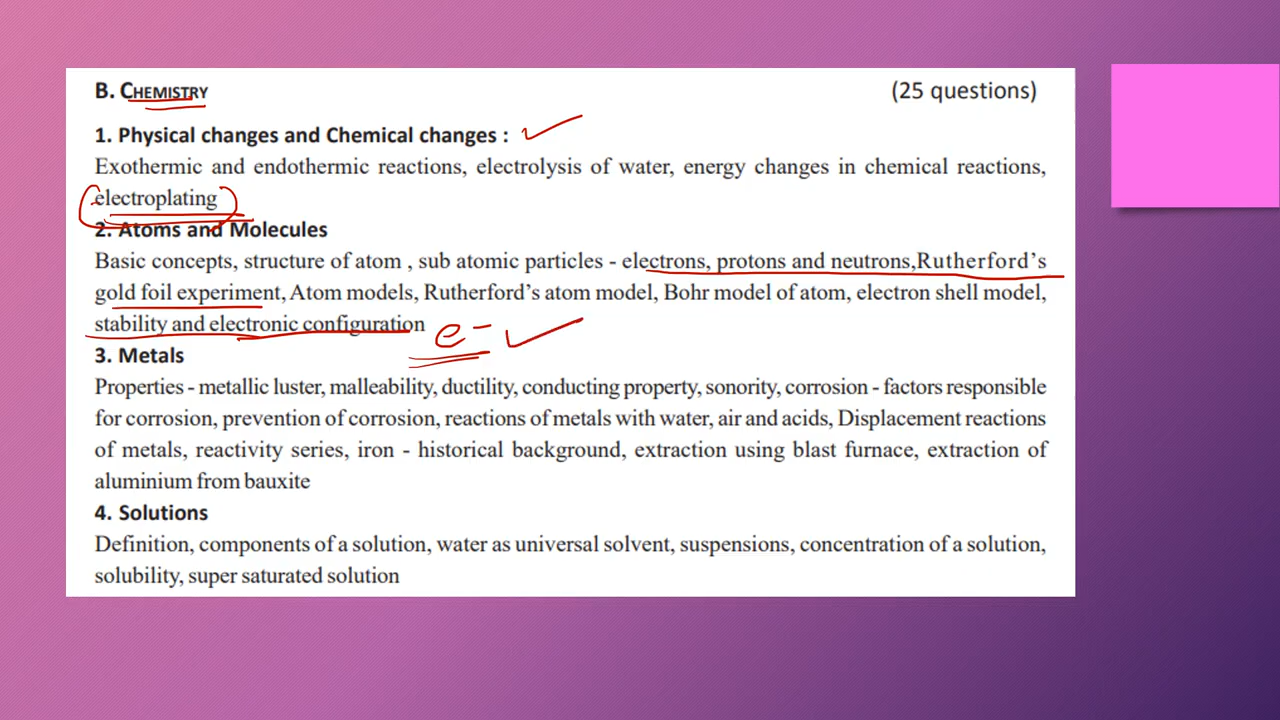 B. CHEMISTRY (25 questions)
1. Physical changes and Chemical changes :
Exothermic and endothermic reactions, electrolysis of water, energy changes in chemical reactions,
electroplating
2. Atoms and Molecules
Basic concepts, structure of atom , sub atomic particles - electrons, protons and neutrons,Rutherford's
gold foil experiment, Atom models, Rutherford's atom model, Bohr model of atom, electron shell model,
stability and electronic configuration
e-
3. Metals
Properties - metallic luster, malleability, ductility, conducting property, sonority, corrosion - factors responsible
for corrosion, prevention of corrosion, reactions of metals with water, air and acids, Displacement reactions
of metals, reactivity series, iron - historical background, extraction using blast furnace, extraction of
aluminium from bauxite
4. Solutions
Definition, components of a solution, water as universal solvent, suspensions, concentration of a solution,
solubility, super saturated solution